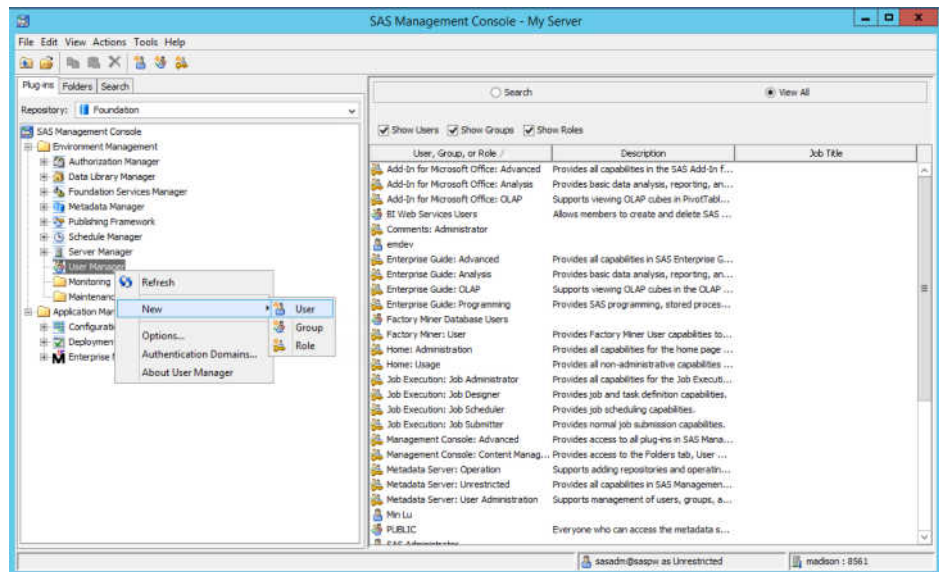 SAS Management Console - My Server
File Edit View Actions Tools Help
Plug-ins Folders Search
Repository: Foundation
SAS Management Console
Environment Management
Authorization Manager
Data Library Manager
Foundation Services Manager
Metadata Manager
Publishing Framework
Schedule Manager
Server Manager
User Manager
Monitoring
Maintenanc
Application Man
Configurati
Deploymen
Enterprise
Refresh
New
Options...
Authentication Domains...
About User Manager
User
Group
Role
Search
View All
Show Users Show Groups Show Roles
User, Group, or Role / Description Job Title
Add-In for Microsoft Office: Advanced Provides all capabilities in the SAS Add-In f...
Add-In for Microsoft Office: Analysis Provides basic data analysis, reporting, an...
Add-In for Microsoft Office: OLAP Supports viewing OLAP cubes in PivotTabl...
BI Web Services Users Allows members to create and delete SAS ...
Comments: Administrator
emdev
Enterprise Guide: Advanced Provides all capabilities in SAS Enterprise G...
Enterprise Guide: Analysis Provides basic data analysis, reporting, an...
Enterprise Guide: OLAP Supports viewing OLAP cubes in the OLAP ...
Enterprise Guide: Programming Provides SAS programming, stored proces...
Factory Miner Database Users
Factory Miner: User Provides Factory Miner User capabilities to...
Home: Administration Provides all capabilities for the home page ...
Home: Usage Provides all non-administrative capabilities ...
Job Execution: Job Administrator Provides all capabilities for the Job Executi...
Job Execution: Job Designer Provides job and task definition capabilities.
Job Execution: Job Scheduler Provides job scheduling capabilities.
Job Execution: Job Submitter Provides normal job submission capabilities.
Management Console: Advanced Provides access to all plug-ins in SAS Mana...
Management Console: Content Manag... Provides access to the Folders tab, User ...
Metadata Server: Operation Supports adding repositories and operatin...
Metadata Server: Unrestricted Provides all capabilities in SAS Managemen...
Metadata Server: User Administration Supports management of users, groups, a...
Min Lu
PUBLIC Everyone who can access the metadata s...
SAS Administrator
sasadm@saspw as Unrestricted
madison : 8561